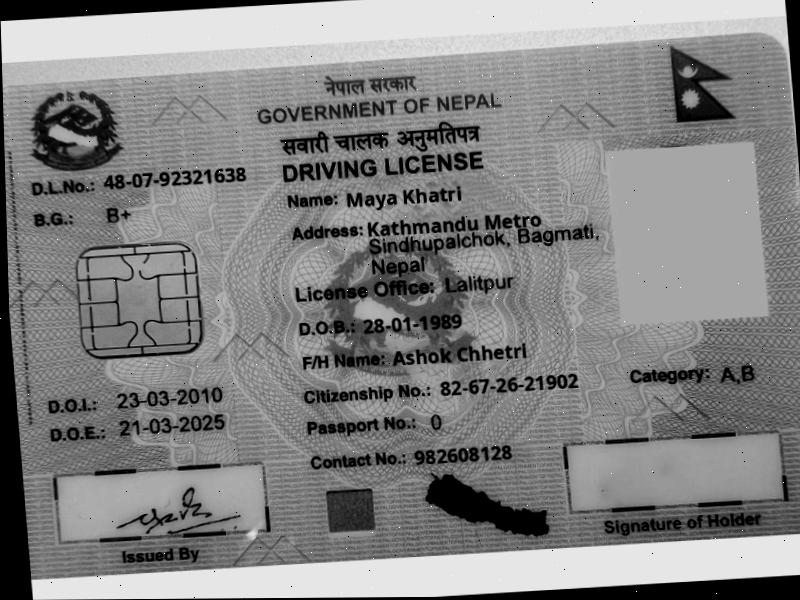 नेपाल सरकार
GOVERNMENT OF NEPAL
सवारी चालक अनुमतिपत्र
DRIVING LICENSE
D.L.No.: 48-07-92321638
B.G.: B+
Name: Maya Khatri
Address: Kathmandu Metro
Sindhupalchok, Bagmati,
Nepal
License Office: Lalitpur
D.O.B.: 28-01-1989
F/H Name: Ashok Chhetri
D.O.I.: 23-03-2010
Citizenship No.: 82-67-26-21902
Category: A,B
D.O.E.: 21-03-2025
Passport No.: 0
Contact No.: 982608128
Issued By
Signature of Holder